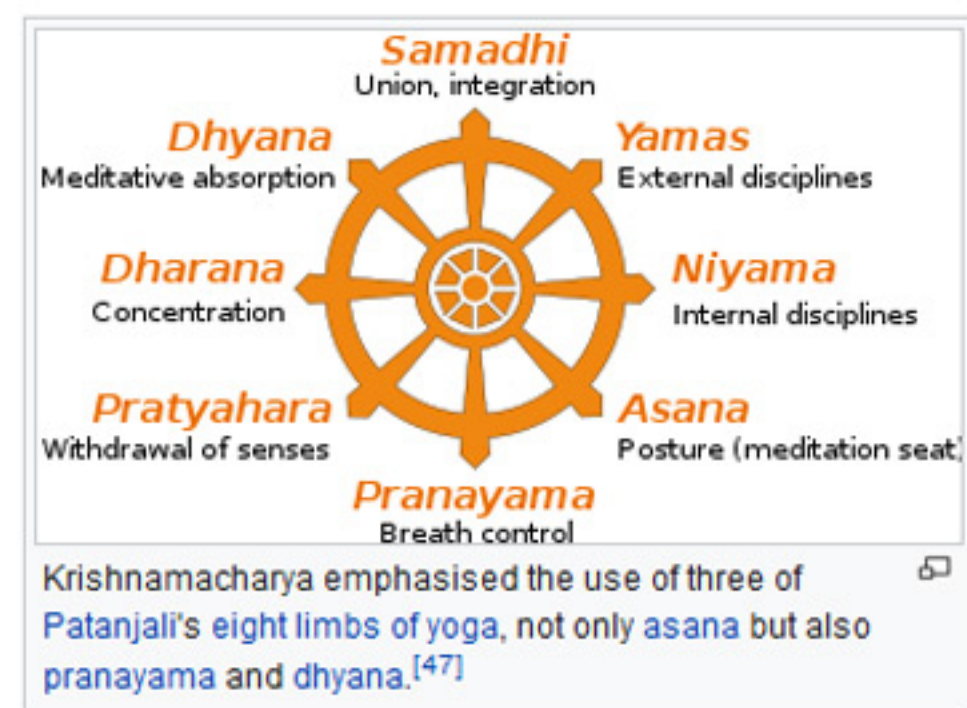 Samadhi
Union, integration
Dhyana
Meditative absorption
Yamas
External disciplines
Dharana
Concentration
Niyama
Internal disciplines
Pratyahara
Withdrawal of senses
Asana
Posture (meditation seat)
Pranayama
Breath control
Krishnamacharya emphasised the use of three of
Patanjali's eight limbs of yoga, not only asana but also
pranayama and dhyana.[47]